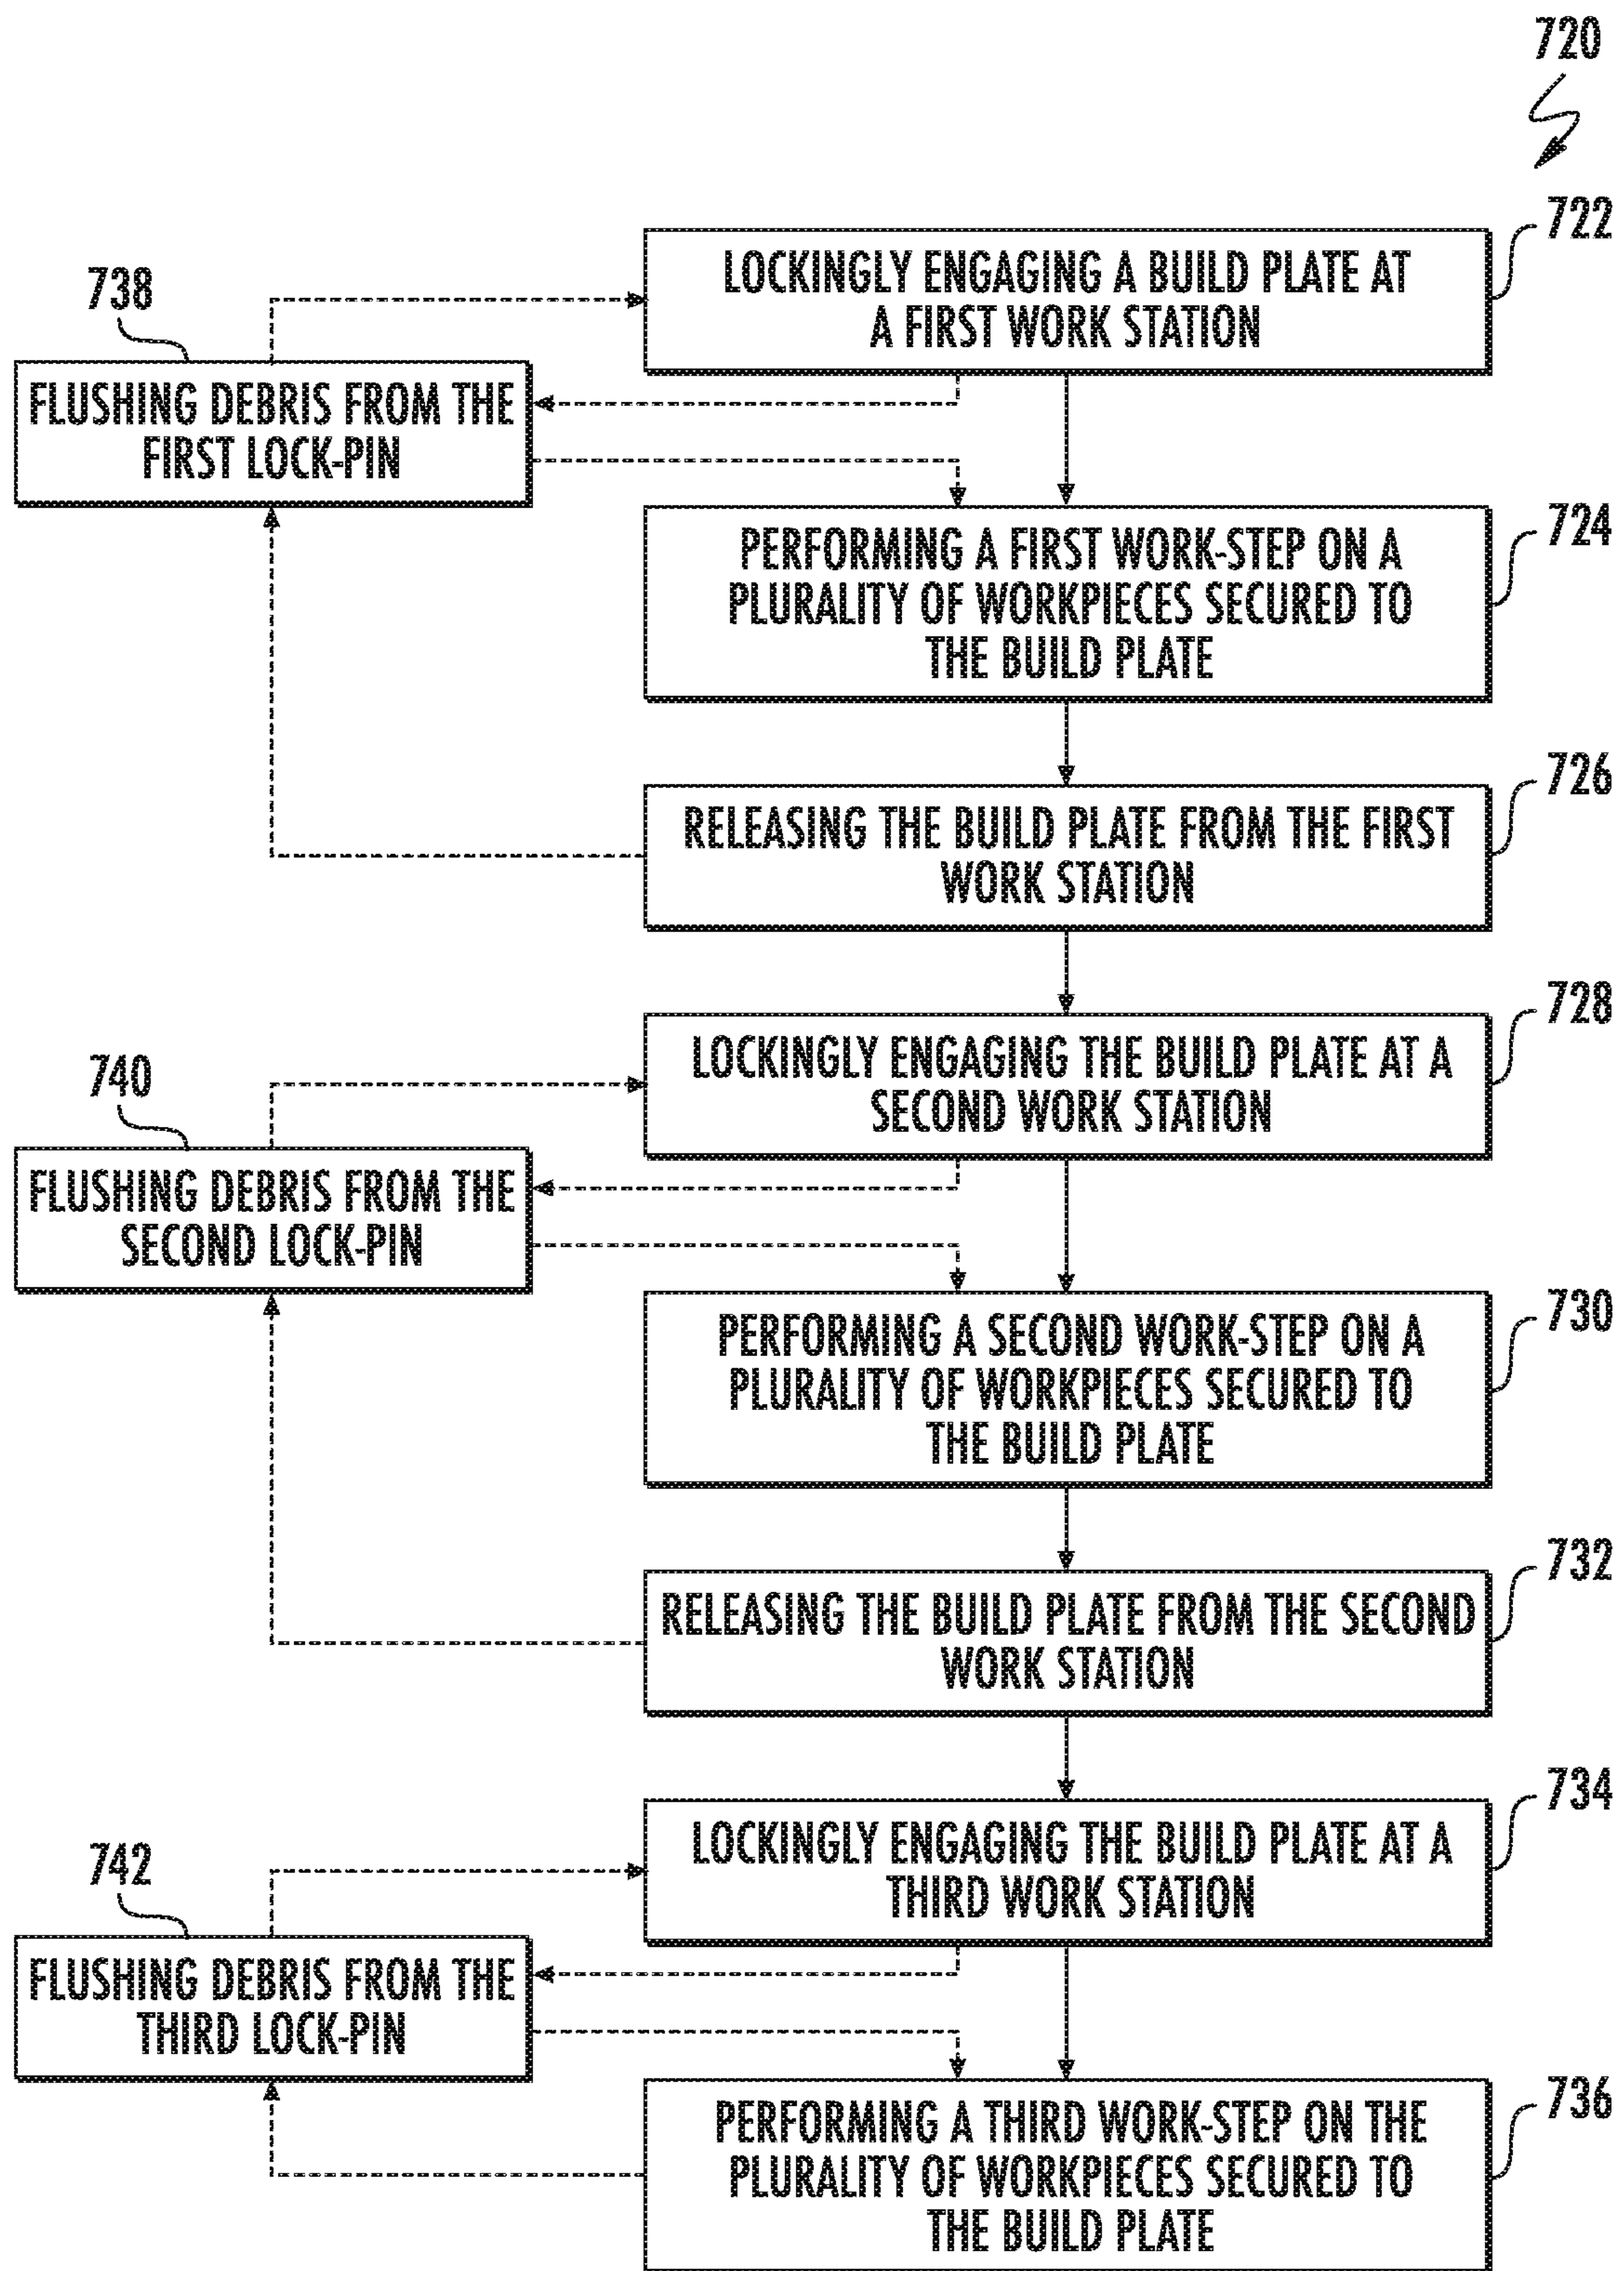 720
722
LOCKINGLY ENGAGING A BUILD PLATE AT
A FIRST WORK STATION
738
FLUSHING DEBRIS FROM THE
FIRST LOCK-PIN
724
PERFORMING A FIRST WORK-STEP ON A
PLURALITY OF WORKPIECES SECURED TO
THE BUILD PLATE
726
RELEASING THE BUILD PLATE FROM THE FIRST
WORK STATION
728
LOCKINGLY ENGAGING THE BUILD PLATE AT A
SECOND WORK STATION
740
FLUSHING DEBRIS FROM THE
SECOND LOCK-PIN
730
PERFORMING A SECOND WORK-STEP ON A
PLURALITY OF WORKPIECES SECURED TO
THE BUILD PLATE
732
RELEASING THE BUILD PLATE FROM THE SECOND
WORK STATION
734
LOCKINGLY ENGAGING THE BUILD PLATE AT A
THIRD WORK STATION
742
FLUSHING DEBRIS FROM THE
THIRD LOCK-PIN
736
PERFORMING A THIRD WORK-STEP ON THE
PLURALITY OF WORKPIECES SECURED TO
THE BUILD PLATE